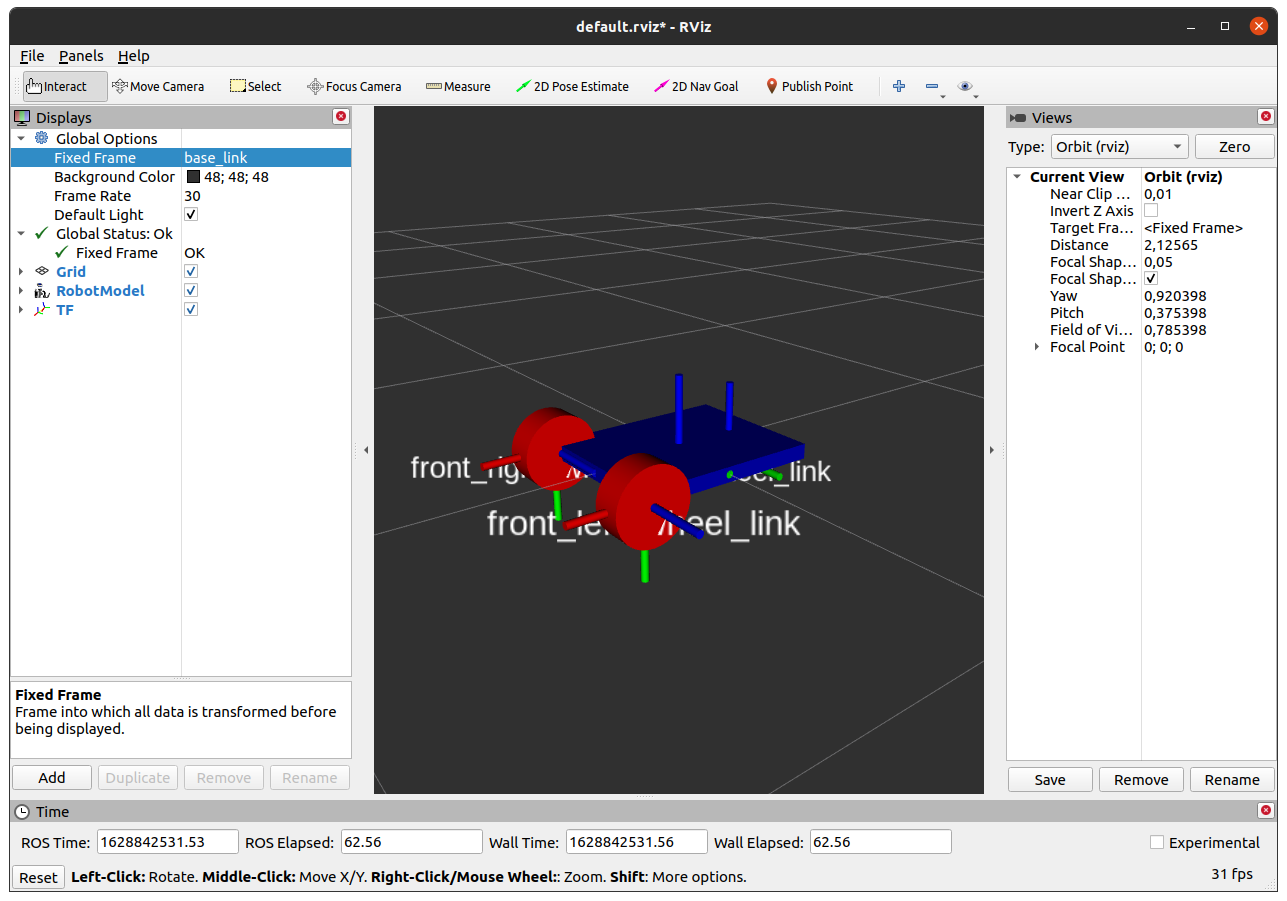 default.rviz* - RViz
File Panels Help
Interact Move Camera Select Focus Camera Measure 2D Pose Estimate 2D Nav Goal Publish Point
Displays
Global Options
Fixed Frame base_link
Background Color 48; 48; 48
Frame Rate 30
Default Light
Global Status: Ok
Fixed Frame OK
Grid
RobotModel
TF
Fixed Frame
Frame into which all data is transformed before
being displayed.
Add Duplicate Remove Rename
front_rig
eel_link
front_le heel_link
Views
Type: Orbit (rviz) Zero
Current View Orbit (rviz)
Near Clip ... 0,01
Invert Z Axis
Target Fra... <Fixed Frame>
Distance 2,12565
Focal Shap... 0,05
Focal Shap...
Yaw 0,920398
Pitch 0,375398
Field of Vi... 0,785398
Focal Point 0; 0; 0
Save Remove Rename
Time
ROS Time: 1628842531.53 ROS Elapsed: 62.56 Wall Time: 1628842531.56 Wall Elapsed: 62.56 Experimental
Reset Left-Click: Rotate. Middle-Click: Move X/Y. Right-Click/Mouse Wheel:: Zoom. Shift: More options. 31 fps